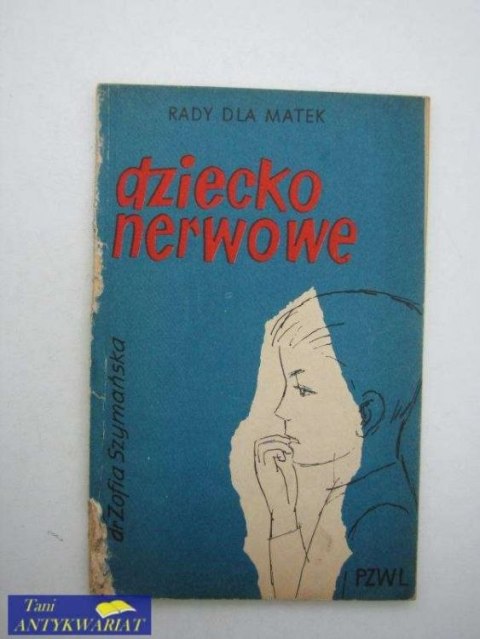 RADY DLA MATEK
dziecko
nerwowe
dr Zofia Szymańska
PZWL
Tani
ANTYKWARIAT